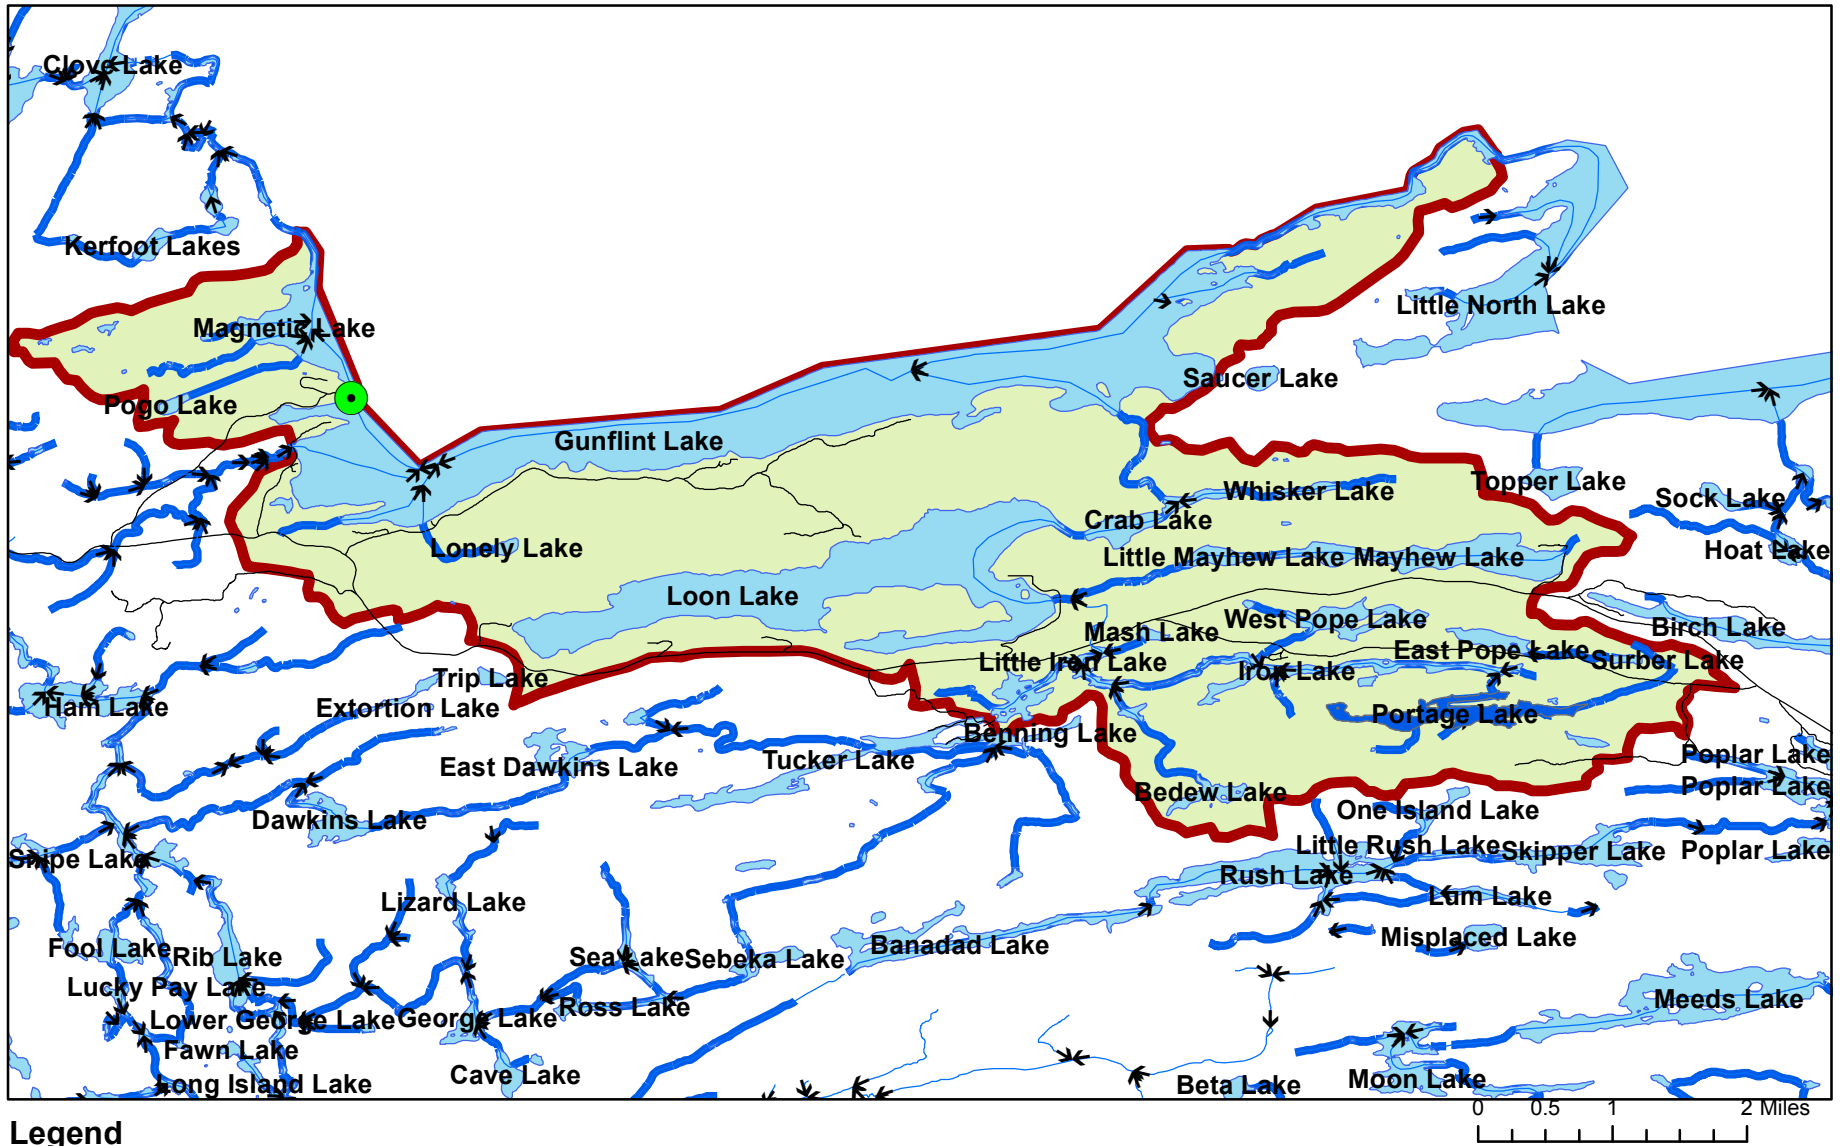 Clove Lake
Kerfoot Lakes
Magnetic Lake
Little North Lake
Saucer Lake
Pogo Lake
Gunflint Lake
Whisker Lake
Topper Lake
Sock Lake
Crab Lake
Lonely Lake
Little Mayhew Lake Mayhew Lake
Hoat Lake
Loon Lake
West Pope Lake
Birch Lake
Mash Lake
East Pope Lake
Little Iron Lake
Iron Lake
Surber Lake
Trip Lake
Ham Lake
Extortion Lake
Portage Lake
Benning Lake
Poplar Lake
Tucker Lake
East Dawkins Lake
Poplar Lake
Bedew Lake
One Island Lake
Dawkins Lake
Little Rush Lake
Skipper Lake
Poplar Lake
Snipe Lake
Rush Lake
Lum Lake
Lizard Lake
Misplaced Lake
Fool Lake
Rib Lake
Sea Lake
Sebeka Lake
Banadad Lake
Lucky Pay Lake
Meeds Lake
Ross Lake
Lower George Lake
George Lake
Fawn Lake
Cave Lake
Long Island Lake
Beta Lake
Moon Lake
0 0.5 1 2 Miles
Legend